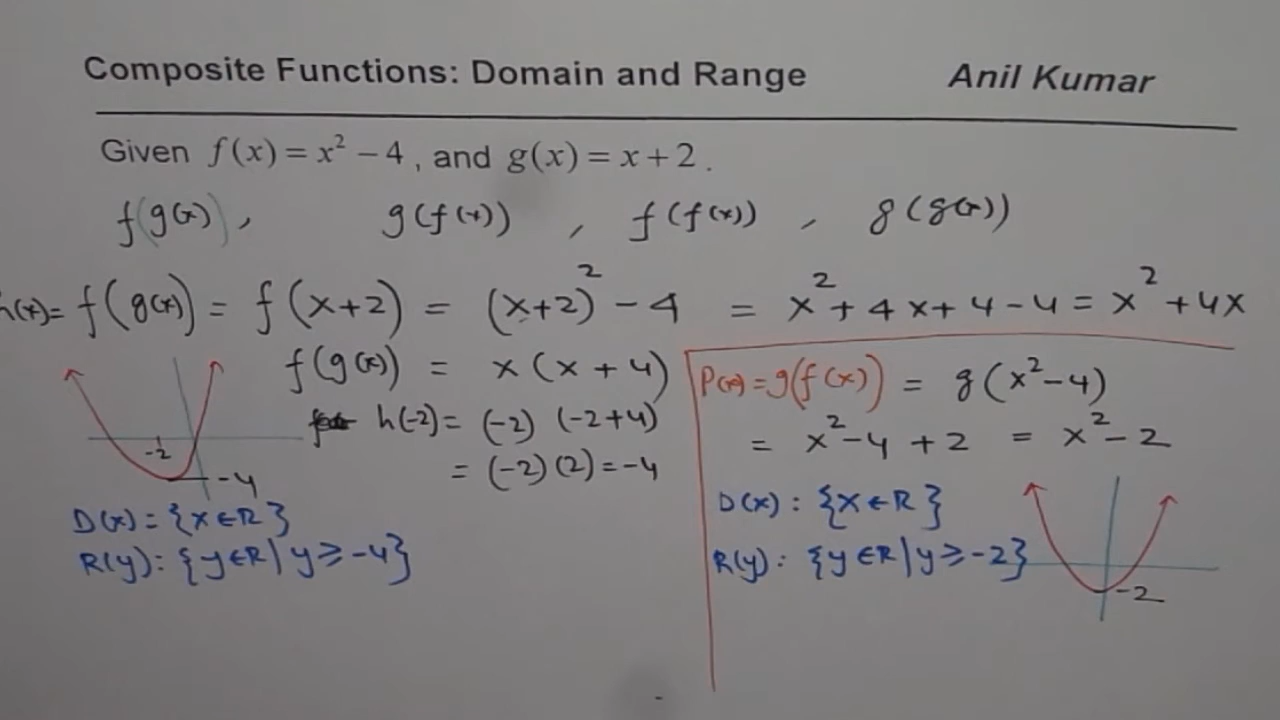 Composite Functions: Domain and Range Anil Kumar
Given f(x) = x² − 4, and g(x) = x + 2.
f(g(x)), g(f(x)), f(f(x)), g(g(x))
h(x) = f(g(x)) = f(x+2) = (x+2)² − 4 = x² + 4x + 4 − 4 = x² + 4x
f(g(x)) = x(x + 4)
h(−2) = (−2) (−2+4)
= (−2)(2) = −4
−2
−4
D(x) = {x ∈ R}
R(y): {y ∈ R | y ≥ −4}
P(x) = g(f(x)) = g(x² − 4)
= x² − 4 + 2 = x² − 2
D(x): {x ∈ R}
R(y): {y ∈ R | y ≥ −2}
−2